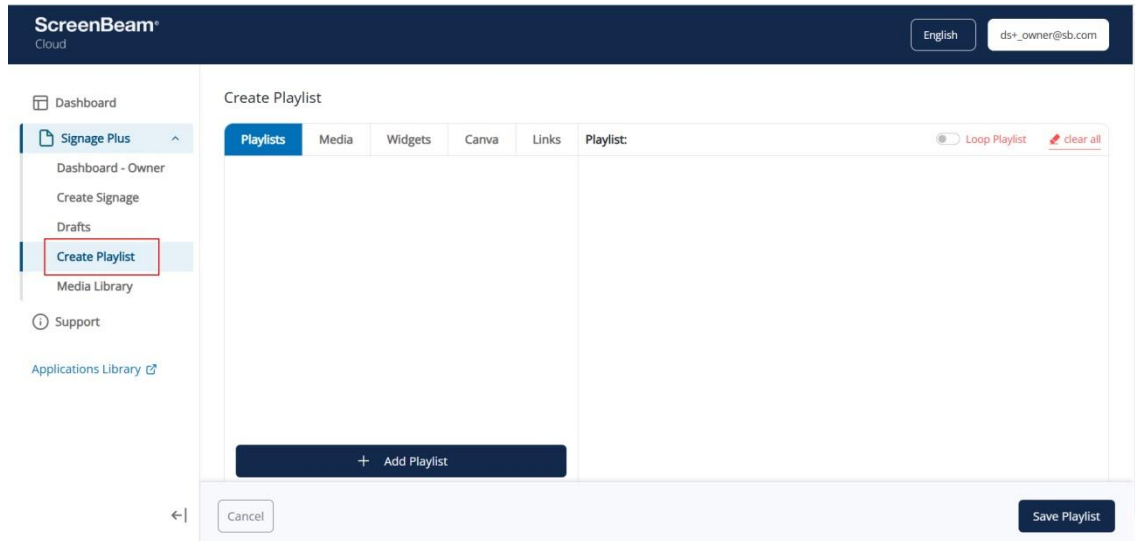 ScreenBeam®
Cloud
English
ds+_owner@sb.com
Dashboard
Signage Plus
Dashboard - Owner
Create Signage
Drafts
Create Playlist
Media Library
Support
Applications Library
Create Playlist
Playlists Media Widgets Canva Links Playlist: Loop Playlist clear all
+ Add Playlist
Cancel
Save Playlist